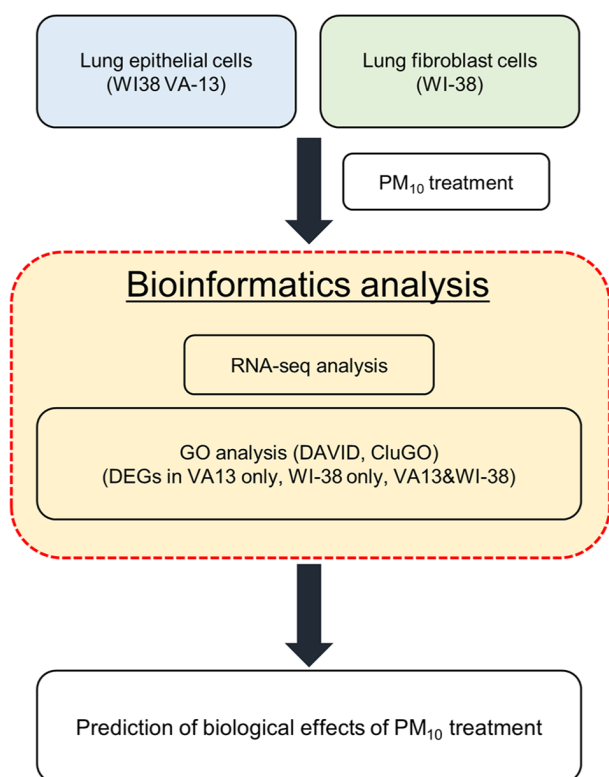 Lung epithelial cells
(WI38 VA-13)
Lung fibroblast cells
(WI-38)
PM₁₀ treatment
Bioinformatics analysis
RNA-seq analysis
GO analysis (DAVID, CluGO)
(DEGs in VA13 only, WI-38 only, VA13&WI-38)
Prediction of biological effects of PM₁₀ treatment